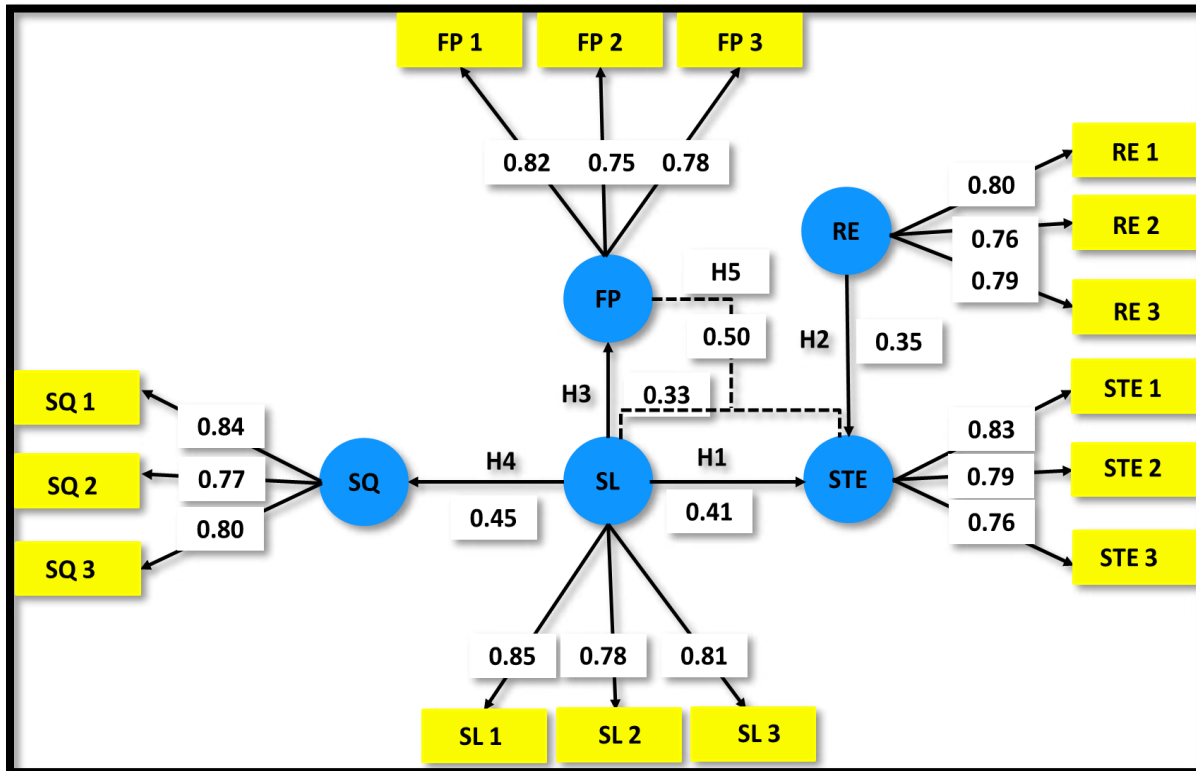 FP 1 FP 2 FP 3
0.82 0.75 0.78
RE 1
0.80
RE 2
RE
0.76
0.79
RE 3
FP
H5
0.50
H2
0.35
H3
0.33
STE 1
SQ 1
0.84
0.83
H4
H1
STE 2
SQ 2
0.77
SQ
SL
STE
0.79
0.45
0.41
0.80
0.76
SQ 3
STE 3
0.85 0.78 0.81
SL 1 SL 2 SL 3